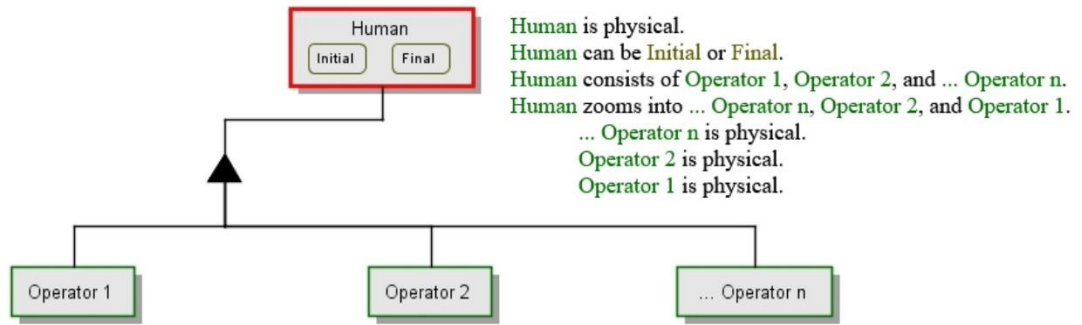 Human
Initial Final
Human is physical.
Human can be Initial or Final.
Human consists of Operator 1, Operator 2, and ... Operator n.
Human zooms into ... Operator n, Operator 2, and Operator 1.
... Operator n is physical.
Operator 2 is physical.
Operator 1 is physical.
Operator 1
Operator 2
... Operator n